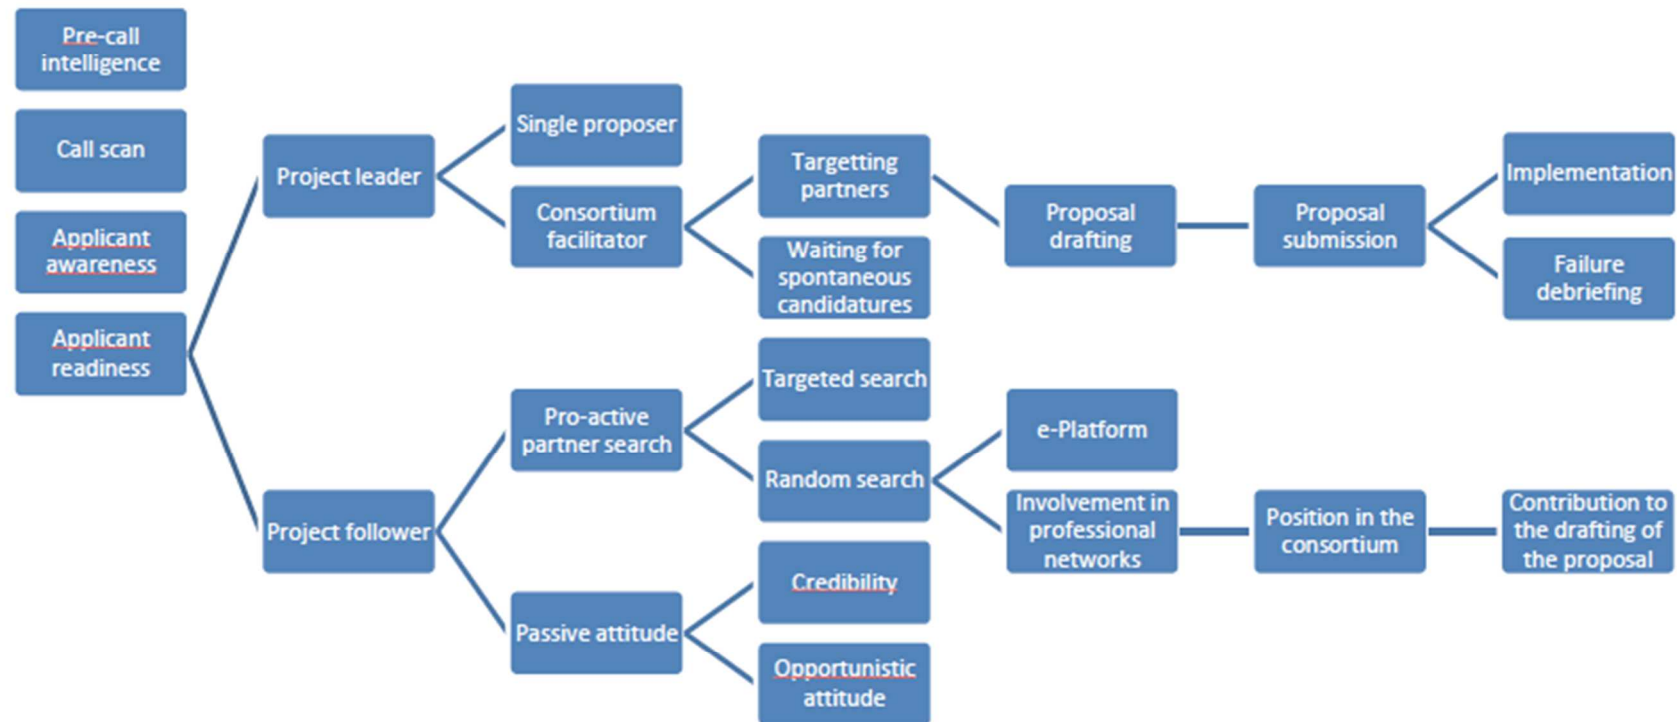 Pre-call
intelligence
Call scan
Applicant
awareness
Applicant
readiness
Project leader
Project follower
Single proposer
Consortium
facilitator
Pro-active
partner search
Passive attitude
Targetting
partners
Waiting for
spontaneous
candidatures
Targeted search
Random search
Credibility
Opportunistic
attitude
Proposal
drafting
e-Platform
Involvement in
professional
networks
Proposal
submission
Position in the
consortium
Implementation
Failure
debriefing
Contribution to
the drafting of
the proposal